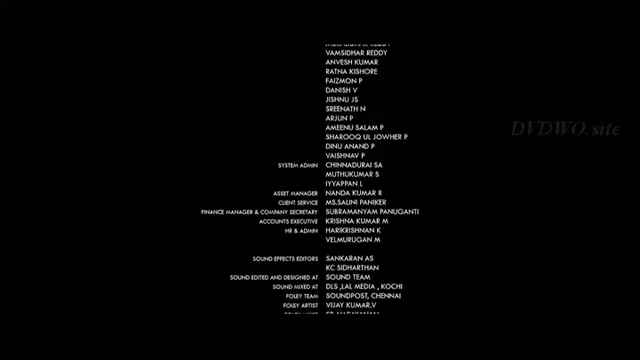 VAMSIDHAR REDDY
ANVESH KUMAR
RATNA KISHORE
FAIZMON P
DANISH V
JISHNU JS
SREENATH N
ARJUN P
AMEENU SALAM P
SHAROOQ UL JOWHER P
DINU ANAND P
VAISHNAV P
SYSTEM ADMIN CHINNADURAI SA
MUTHUKUMAR S
IYYAPPAN L
ASSET MANAGER NANDA KUMAR R
CLIENT SERVICE MS.SALINI PANIKER
FINANCE MANAGER & COMPANY SECRETARY SUBRAMANYAM PANUGANTI
ACCOUNTS EXECUTIVE KRISHNA KUMAR M
HR & ADMIN HARIKRISHNAN K
VELMURUGAN M
SOUND EFFECTS EDITORS SANKARAN AS
KC SIDHARTHAN
SOUND EDITED AND DESIGNED AT SOUND TEAM
SOUND MIXED AT DLS ,LAL MEDIA , KOCHI
FOLEY TEAM SOUNDPOST, CHENNAI
FOLEY ARTIST VIJAY KUMAR.V
DVDWO.site